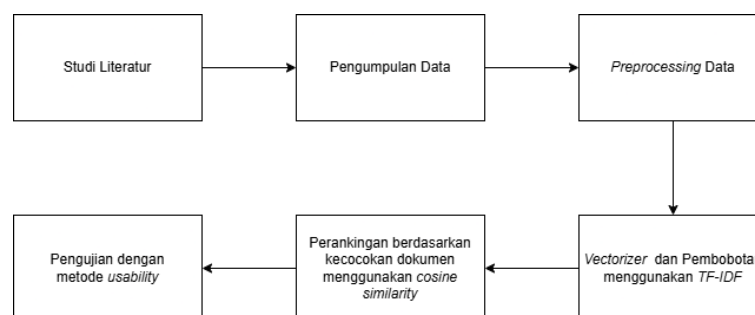 Studi Literatur
Pengumpulan Data
Preprocessing Data
Vectorizer dan Pembobota
menggunakan TF-IDF
Perankingan berdasarkan
kecocokan dokumen
menggunakan cosine
similarity
Pengujian dengan
metode usability